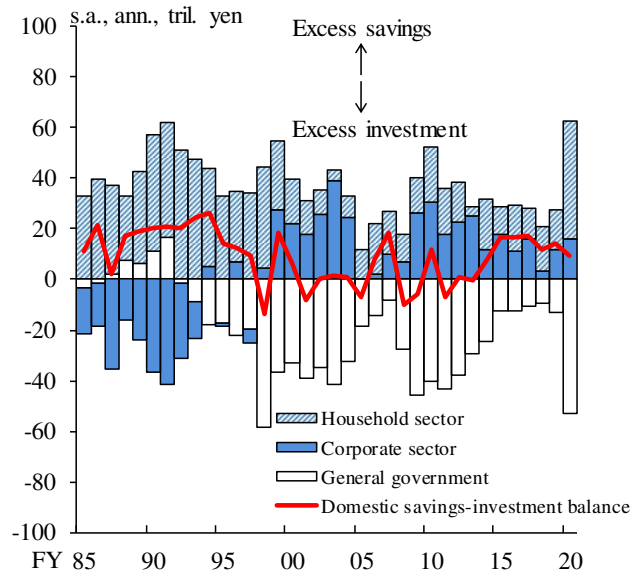 s.a., ann., tril. yen
Excess savings
Excess investment
100
80
60
40
20
0
-20
-40
-60
-80
-100
Household sector
Corporate sector
General government
Domestic savings-investment balance
FY 85 90 95 00 05 10 15 20